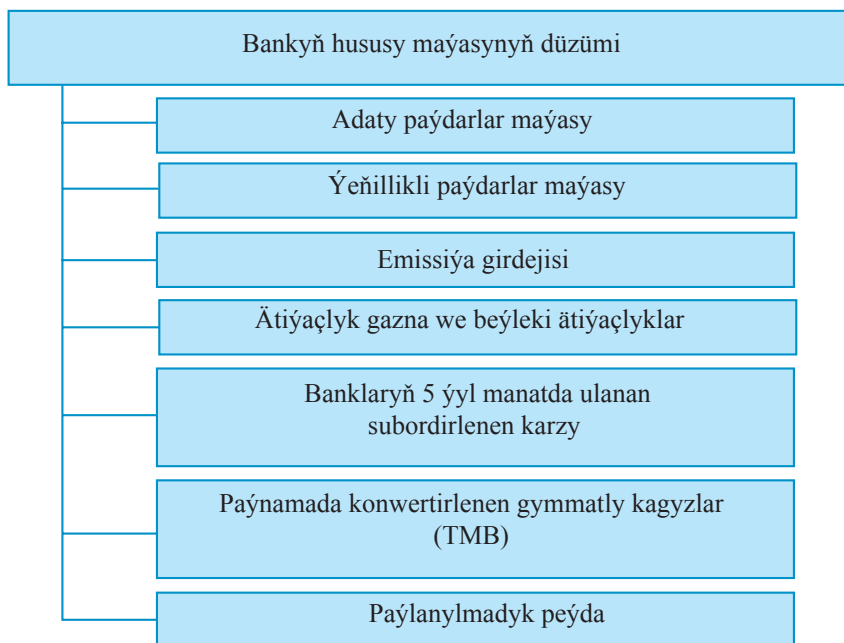 Bankyň hususy maýasynyň düzümi
Adaty paýdarlar maýasy
Ýeňillikli paýdarlar maýasy
Emissiýa girdejisi
Ätiýaçlyk gazna we beýleki ätiýaçlyklar
Banklaryň 5 ýyl manatda ulanan
subordirlenen karzy
Paýnamada konwertirlenen gymmatly kagyzlar
(TMB)
Paýlanylmadyk peýda